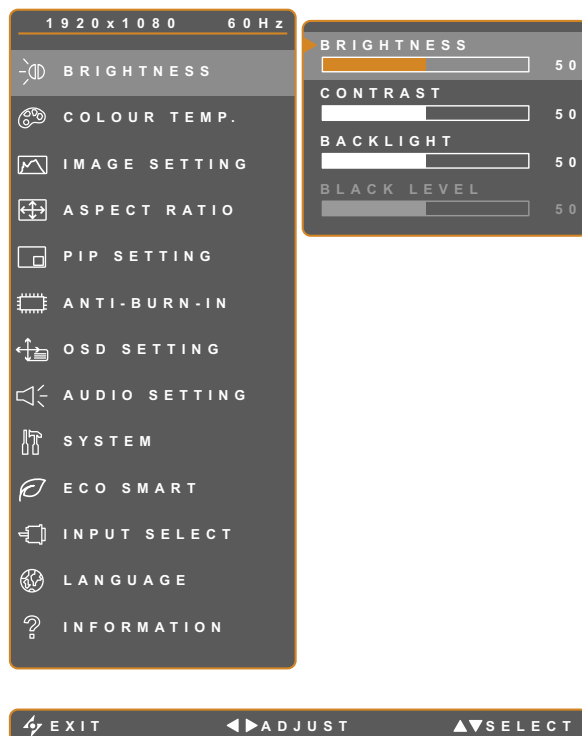 1920x1080 60Hz
BRIGHTNESS
COLOUR TEMP.
IMAGE SETTING
ASPECT RATIO
PIP SETTING
ANTI-BURN-IN
OSD SETTING
AUDIO SETTING
SYSTEM
ECO SMART
INPUT SELECT
LANGUAGE
INFORMATION
BRIGHTNESS
50
CONTRAST
50
BACKLIGHT
50
BLACK LEVEL
50
EXIT ADJUST SELECT